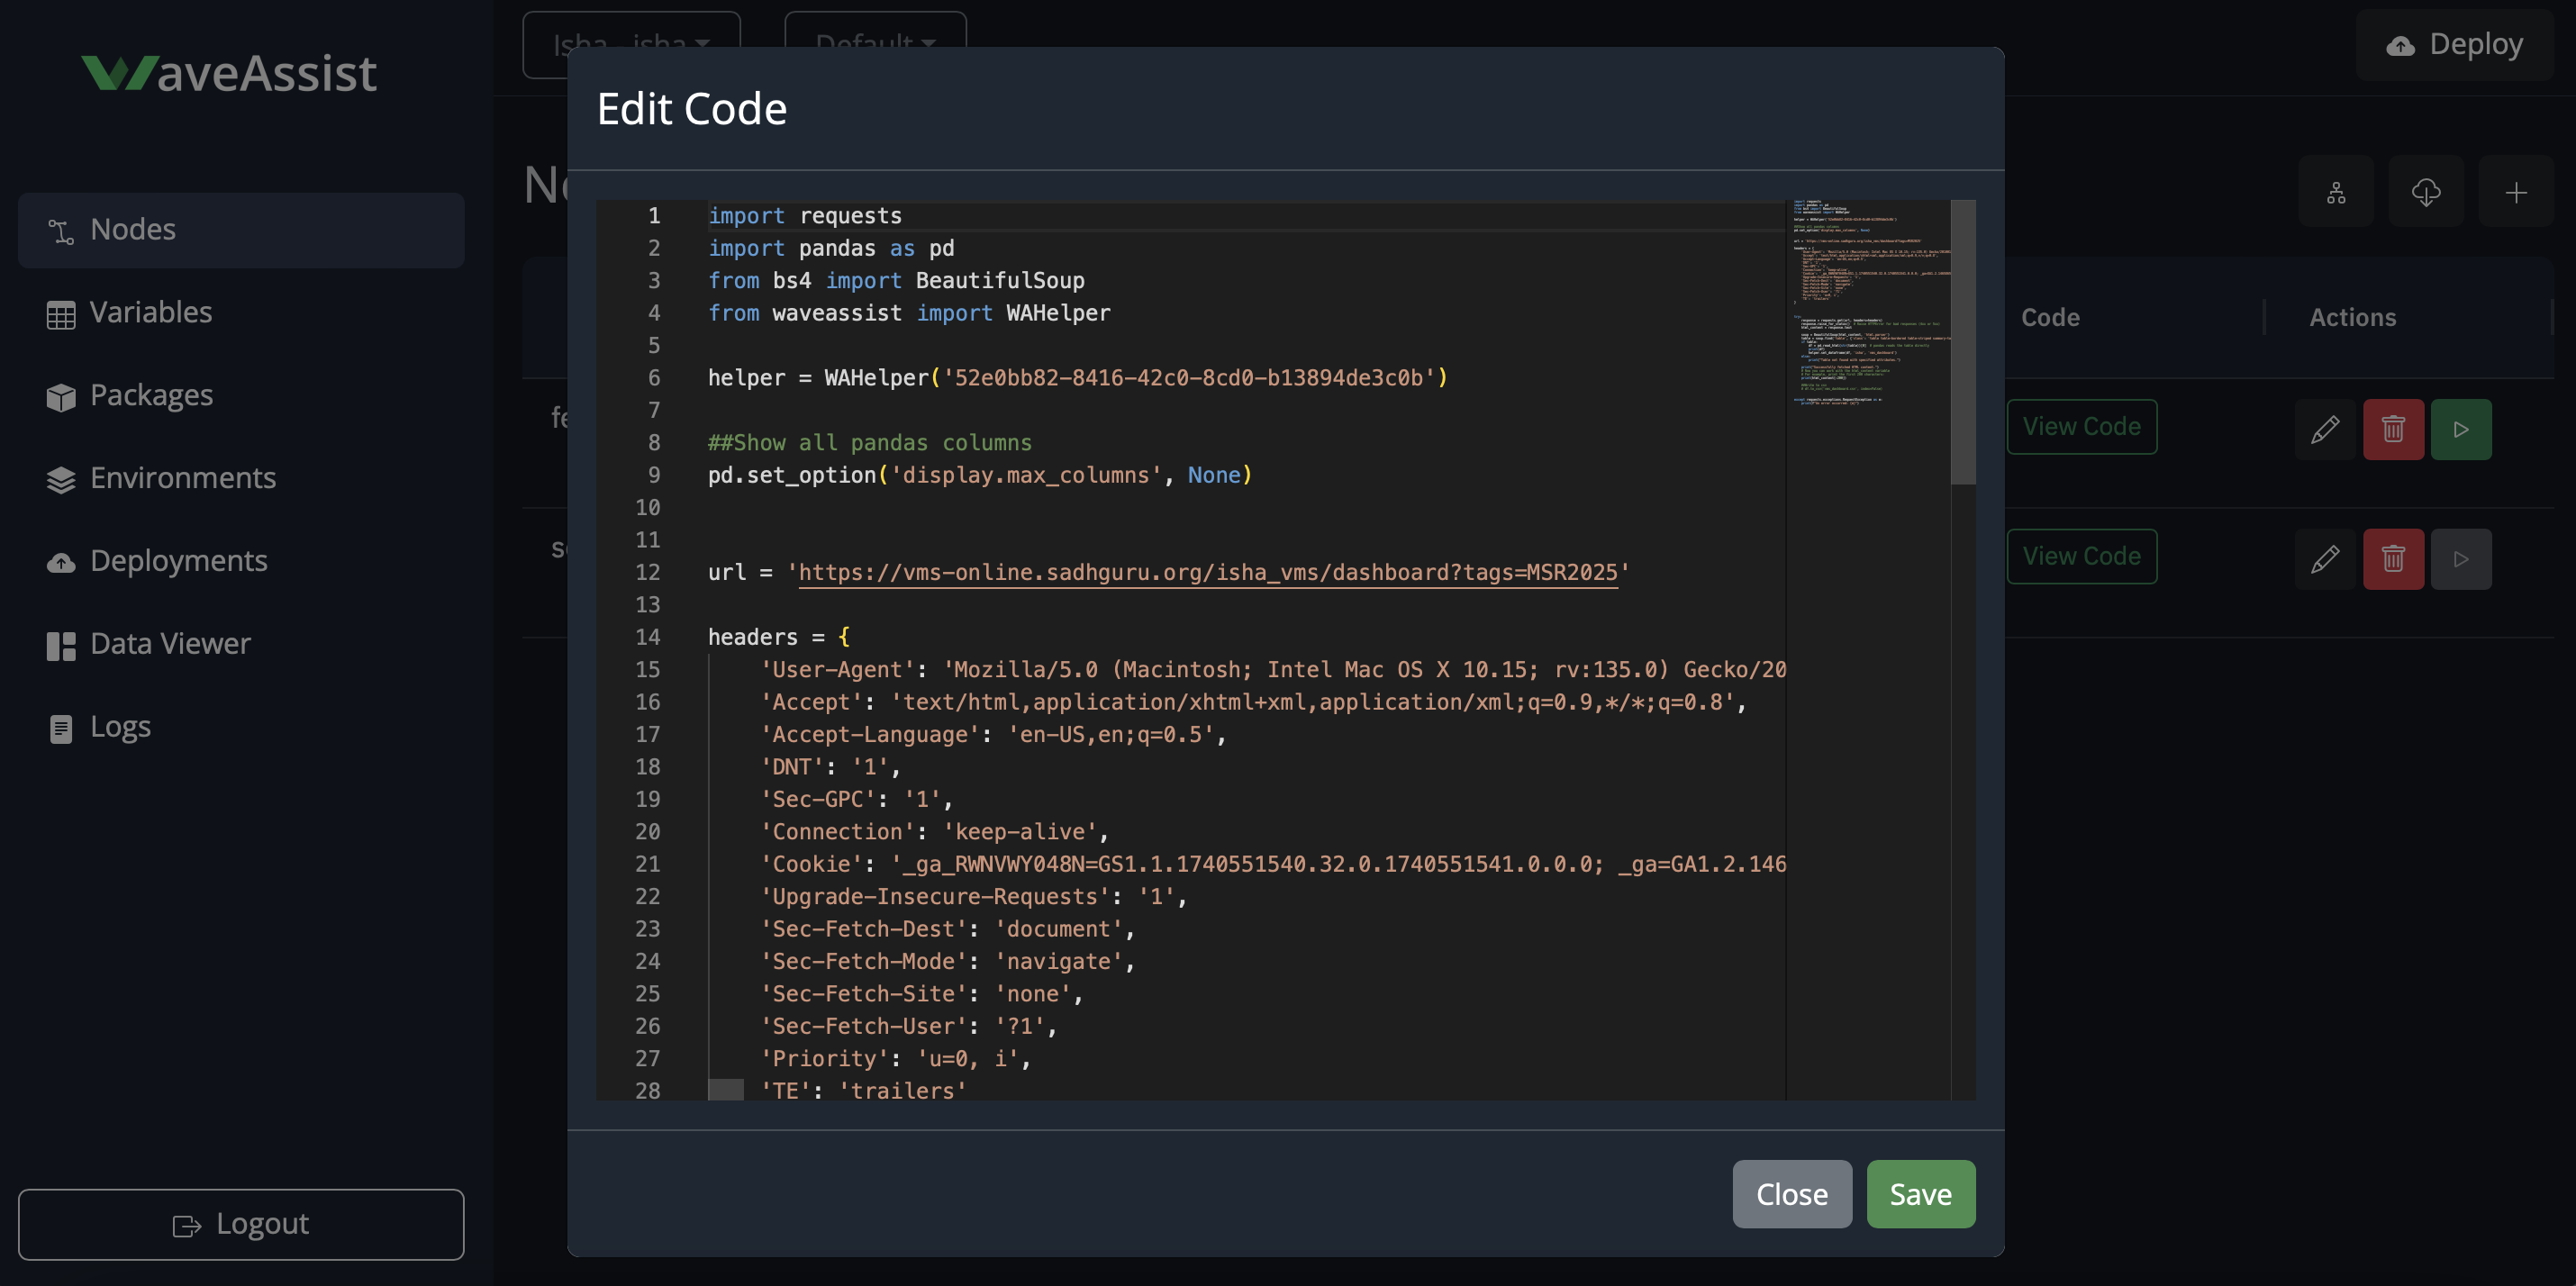 WaveAssist
Nodes
Variables
Packages
Environments
Deployments
Data Viewer
Logs
Logout
Isha - isha
Default
Deploy
Edit Code
1 import requests
2 import pandas as pd
3 from bs4 import BeautifulSoup
4 from waveassist import WAHelper
5
6 helper = WAHelper('52e0bb82-8416-42c0-8cd0-b13894de3c0b')
7
8 ##Show all pandas columns
9 pd.set_option('display.max_columns', None)
10
11
12 url = 'https://vms-online.sadhguru.org/isha_vms/dashboard?tags=MSR2025'
13
14 headers = {
15 'User-Agent': 'Mozilla/5.0 (Macintosh; Intel Mac OS X 10.15; rv:135.0) Gecko/20
16 'Accept': 'text/html,application/xhtml+xml,application/xml;q=0.9,*/*;q=0.8',
17 'Accept-Language': 'en-US,en;q=0.5',
18 'DNT': '1',
19 'Sec-GPC': '1',
20 'Connection': 'keep-alive',
21 'Cookie': '_ga_RWNVWY048N=GS1.1.1740551540.32.0.1740551541.0.0.0; _ga=GA1.2.146
22 'Upgrade-Insecure-Requests': '1',
23 'Sec-Fetch-Dest': 'document',
24 'Sec-Fetch-Mode': 'navigate',
25 'Sec-Fetch-Site': 'none',
26 'Sec-Fetch-User': '?1',
27 'Priority': 'u=0, i',
28 'TE': 'trailers'
Close
Save
Code
Actions
View Code
View Code